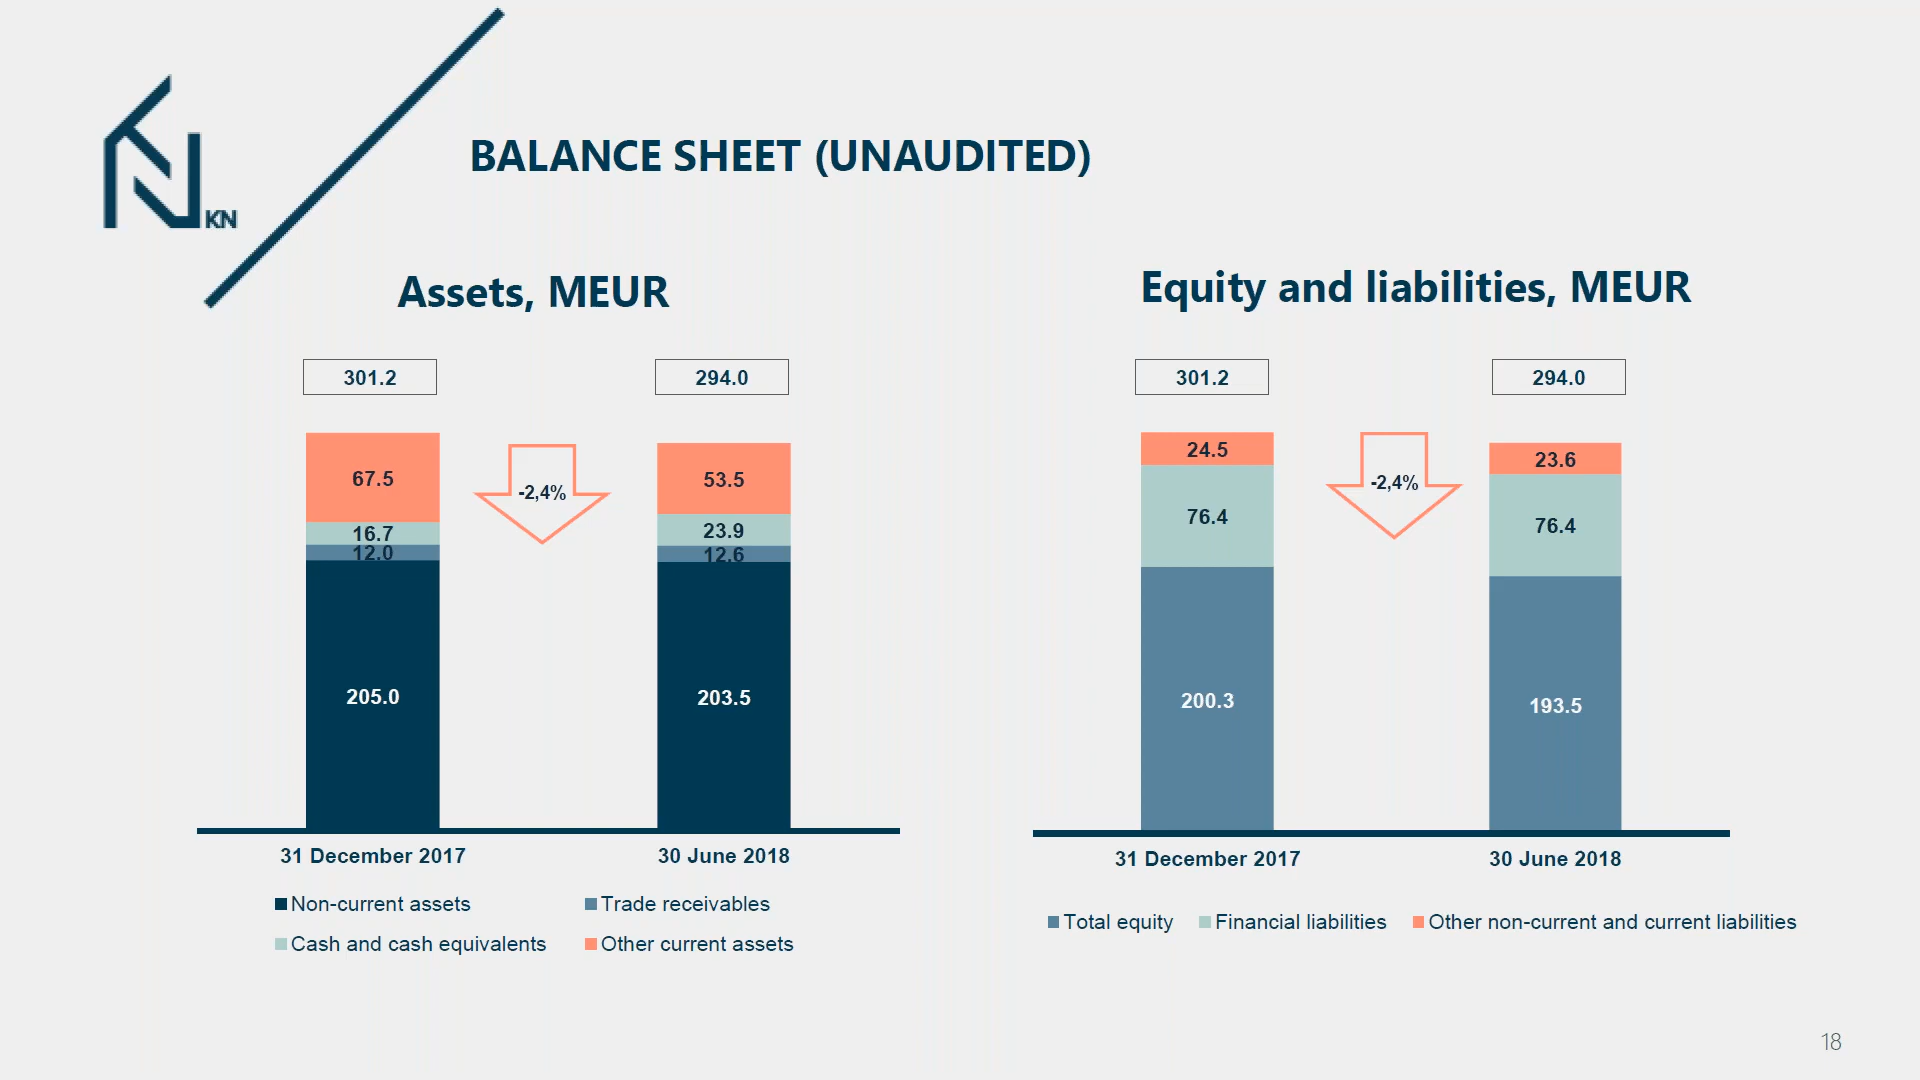 KN
BALANCE SHEET (UNAUDITED)
Assets, MEUR
301.2
294.0
67.5
16.7
12.0
205.0
-2,4%
53.5
23.9
12.6
203.5
31 December 2017
30 June 2018
Non-current assets
Trade receivables
Cash and cash equivalents
Other current assets
Equity and liabilities, MEUR
301.2
294.0
24.5
76.4
200.3
-2,4%
23.6
76.4
193.5
31 December 2017
30 June 2018
Total equity
Financial liabilities
Other non-current and current liabilities
18